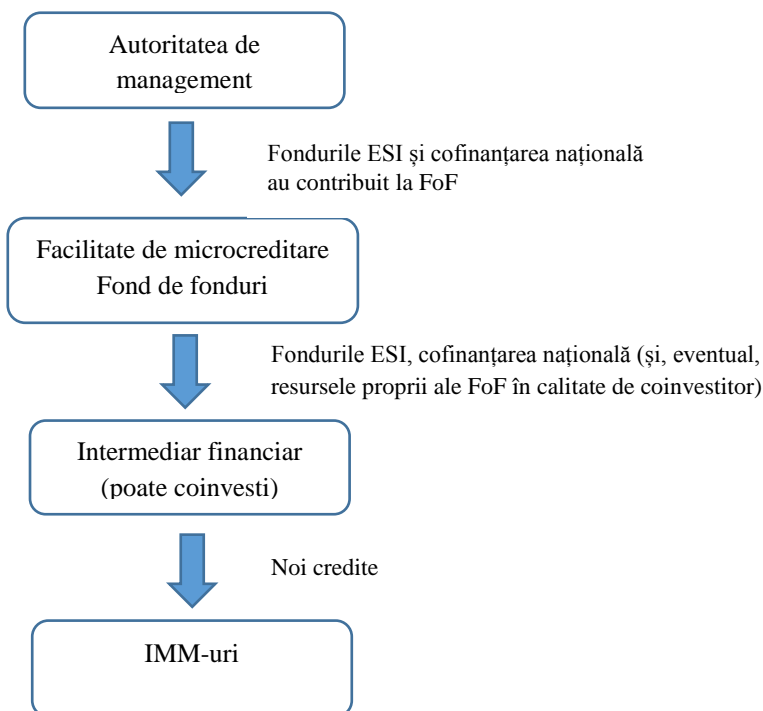 Autoritatea de
management
Fondurile ESI și cofinanțarea națională
au contribuit la FoF
Facilitate de microcreditare
Fond de fonduri
Fondurile ESI, cofinanțarea națională (și, eventual,
resursele proprii ale FoF în calitate de coinvestitor)
Intermediar financiar
(poate coinvesti)
Noi credite
IMM-uri